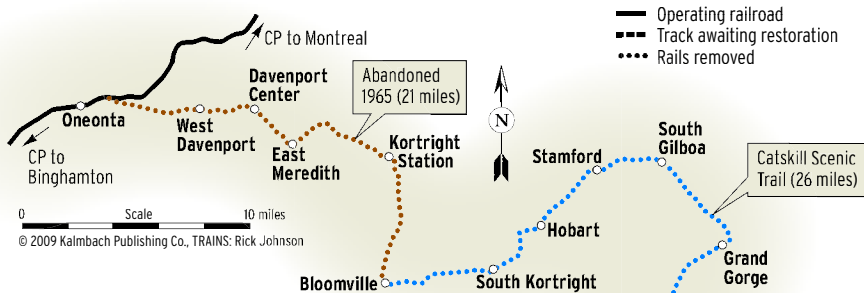 Operating railroad
Track awaiting restoration
Rails removed
CP to Montreal
Davenport
Center
Abandoned
1965 (21 miles)
N
Oneonta
West
Davenport
East
Meredith
Kortright
Station
Stamford
South
Gilboa
Catskill Scenic
Trail (26 miles)
CP to
Binghamton
0 Scale 10 miles
© 2009 Kalmbach Publishing Co., TRAINS: Rick Johnson
Hobart
Grand
Gorge
Bloomville
South Kortright